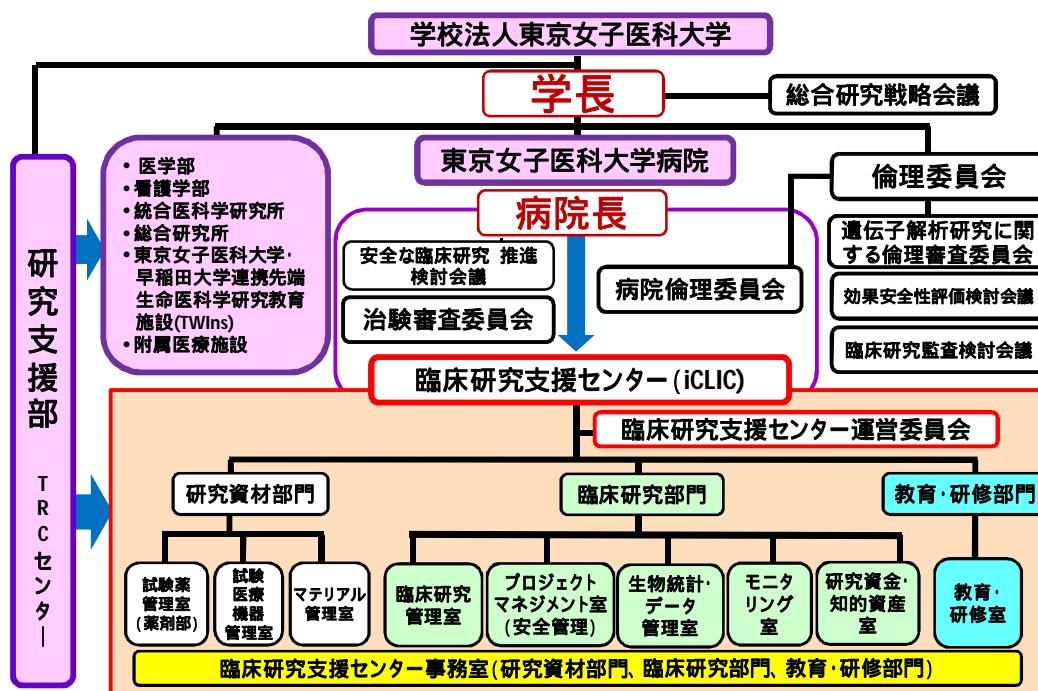 学校法人東京女子医科大学
学長
総合研究戦略会議
研究支援部
TRCセンター
• 医学部
• 看護学部
• 統合医科学研究所
• 総合研究所
• 東京女子医科大学・
早稲田大学連携先端
生命医科学研究教育
施設(TWIns)
• 附属医療施設
東京女子医科大学病院
病院長
安全な臨床研究 推進
検討会議
治験審査委員会
病院倫理委員会
倫理委員会
遺伝子解析研究に関
する倫理審査委員会
効果安全性評価検討会議
臨床研究監査検討会議
臨床研究支援センター(iCLIC)
臨床研究支援センター運営委員会
研究資材部門
臨床研究部門
教育・研修部門
試験薬
管理室
(薬剤部)
試験
医療
機器
管理室
マテリアル
管理室
臨床研究
管理室
プロジェクト
マネジメント室
(安全管理)
生物統計・
データ
管理室
モニタ
リング
室
研究資金・
知的資産
室
教育・
研修室
臨床研究支援センター事務室(研究資材部門、臨床研究部門、教育・研修部門)